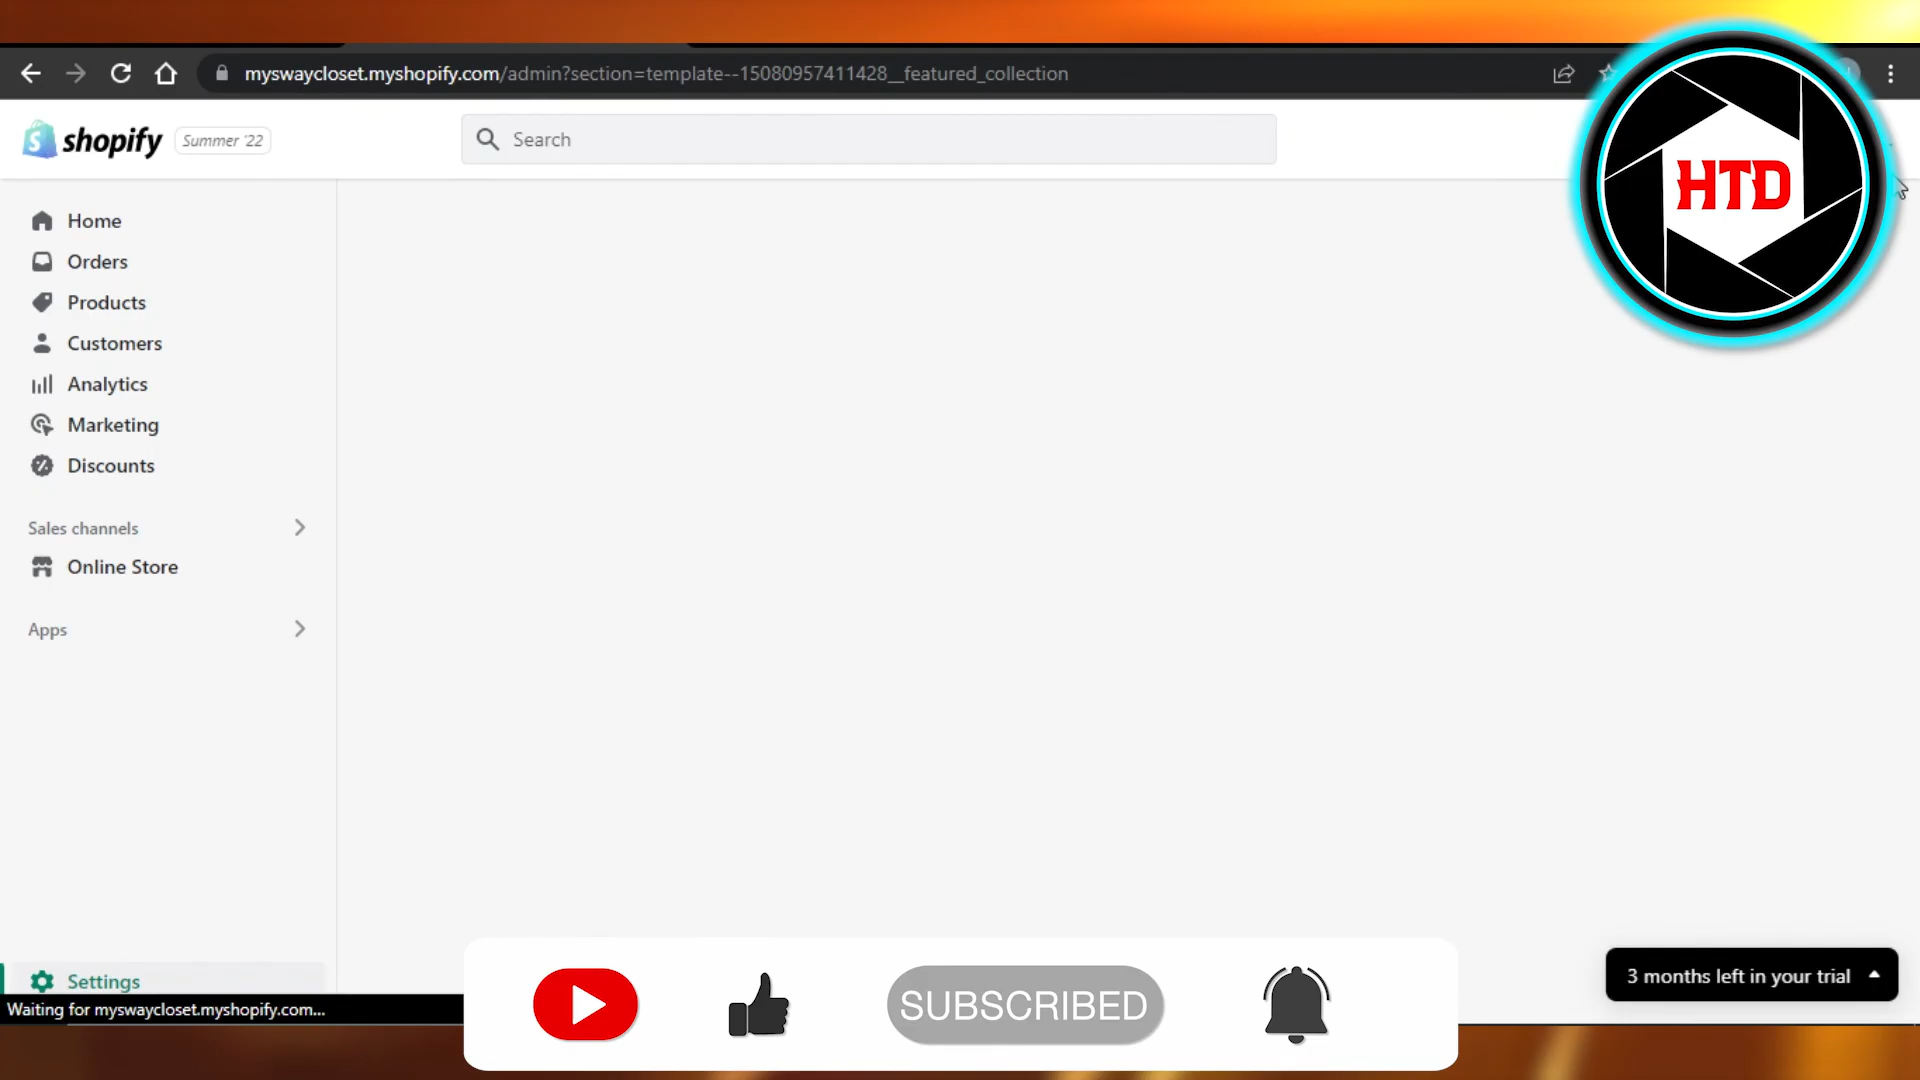 myswaycloset.myshopify.com/admin?section=template--15080957411428__featured_collection
shopify
Summer '22
Search
HTD
Home
Orders
Products
Customers
Analytics
Marketing
Discounts
Sales channels
Online Store
Apps
Settings
3 months left in your trial
Waiting for myswaycloset.myshopify.com...
SUBSCRIBED